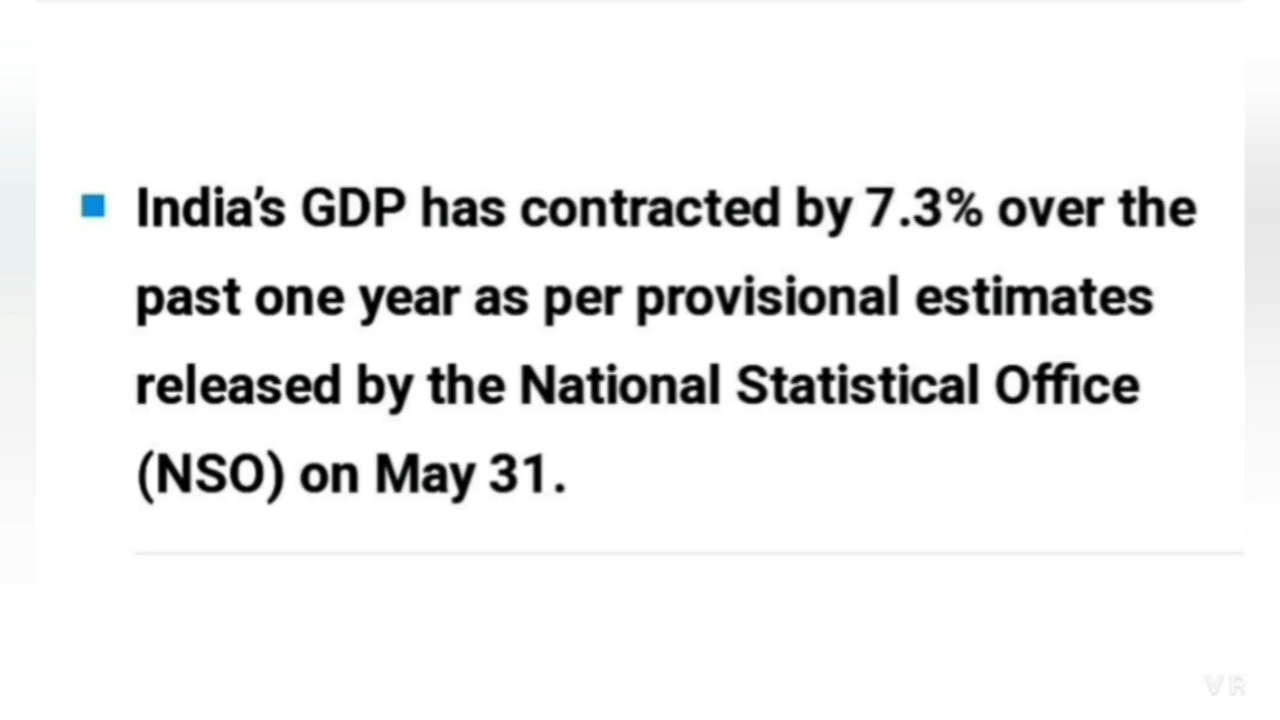 India’s GDP has contracted by 7.3% over the
past one year as per provisional estimates
released by the National Statistical Office
(NSO) on May 31.
VR